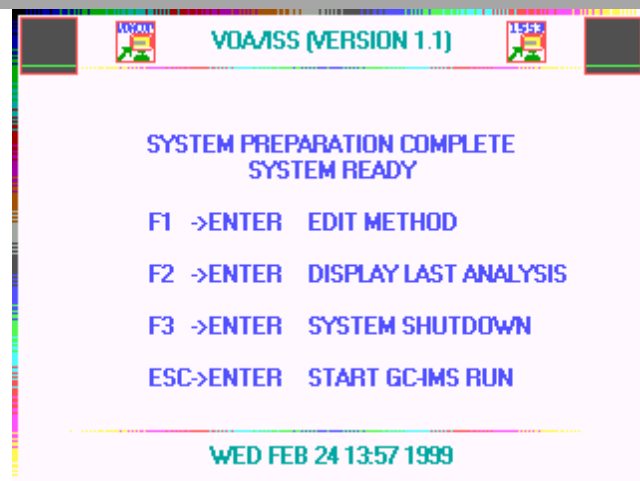 VOA/ISS (VERSION 1.1)
1553
SYSTEM PREPARATION COMPLETE
SYSTEM READY
F1 ->ENTER EDIT METHOD
F2 ->ENTER DISPLAY LAST ANALYSIS
F3 ->ENTER SYSTEM SHUTDOWN
ESC->ENTER START GC-IMS RUN
WED FEB 24 13:57 1999